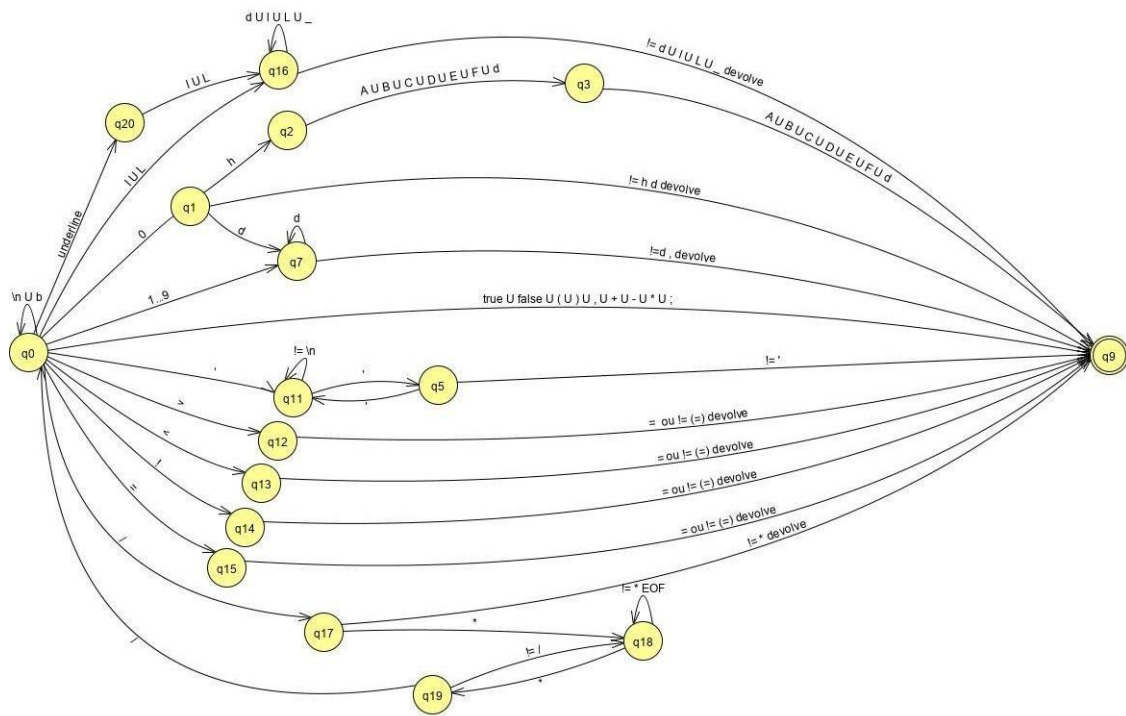 d U l U L U _
q16
!= d U l U L U _ devolve
l U L
A U B U C U D U E U F U d
q3
q20
q2
A U B U C U D U E U F U d
l U L
h
underline
q1
!= h d devolve
0
d
d
q7
!=d , devolve
1...9
\n U b
true U false U ( U ) U , U + U - U * U ;
q0
q9
!= \n
'
'
q11
'
q5
!= '
>
q12
= ou != (=) devolve
<
q13
= ou != (=) devolve
!
q14
= ou != (=) devolve
=
q15
= ou != (=) devolve
!= * devolve
/
!= * EOF
q17
*
q18
/
!= /
*
q19